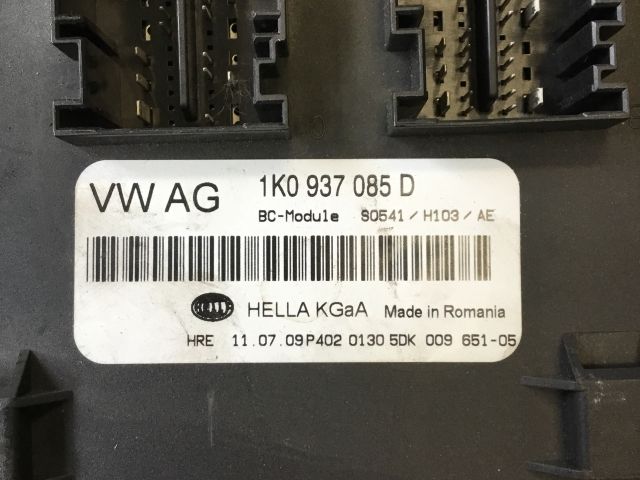 VW AG 1K0 937 085 D
BC-Module S0541 / H103 / AE
HELLA HELLA KGaA Made in Romania
HRE 11.07.09P402 0130 5DK 009 651-05